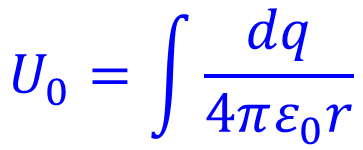 U₀ = ∫ dq / 4πε₀r